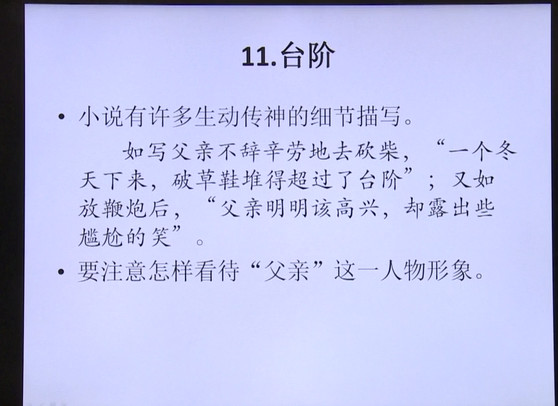 11.台阶
• 小说有许多生动传神的细节描写。
如写父亲不辞辛劳地去砍柴，“一个冬
天下来，破草鞋堆得超过了台阶”；又如
放鞭炮后，“父亲明明该高兴，却露出些
尴尬的笑”。
• 要注意怎样看待“父亲”这一人物形象。